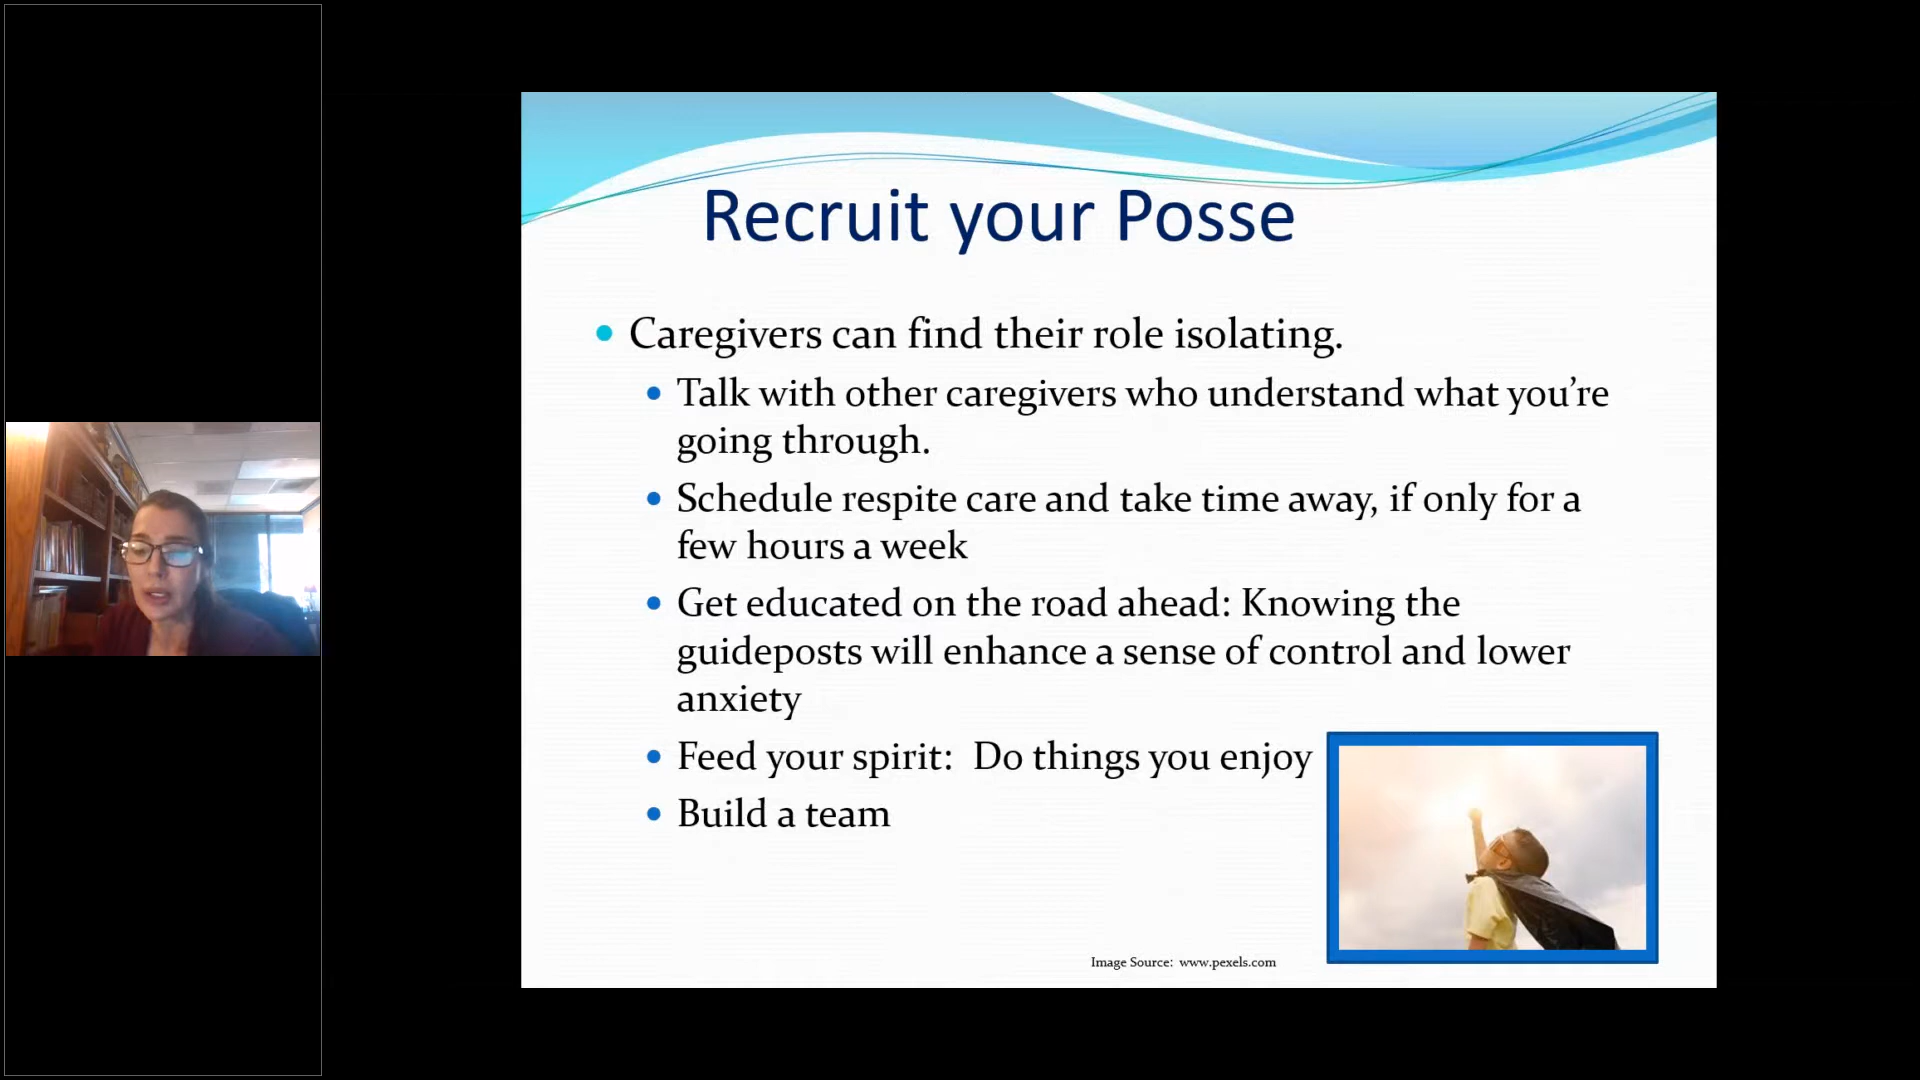 Recruit your Posse
Caregivers can find their role isolating.
Talk with other caregivers who understand what you’re
going through.
Schedule respite care and take time away, if only for a
few hours a week
Get educated on the road ahead: Knowing the
guideposts will enhance a sense of control and lower
anxiety
Feed your spirit:  Do things you enjoy
Build a team
Image Source:  www.pexels.com